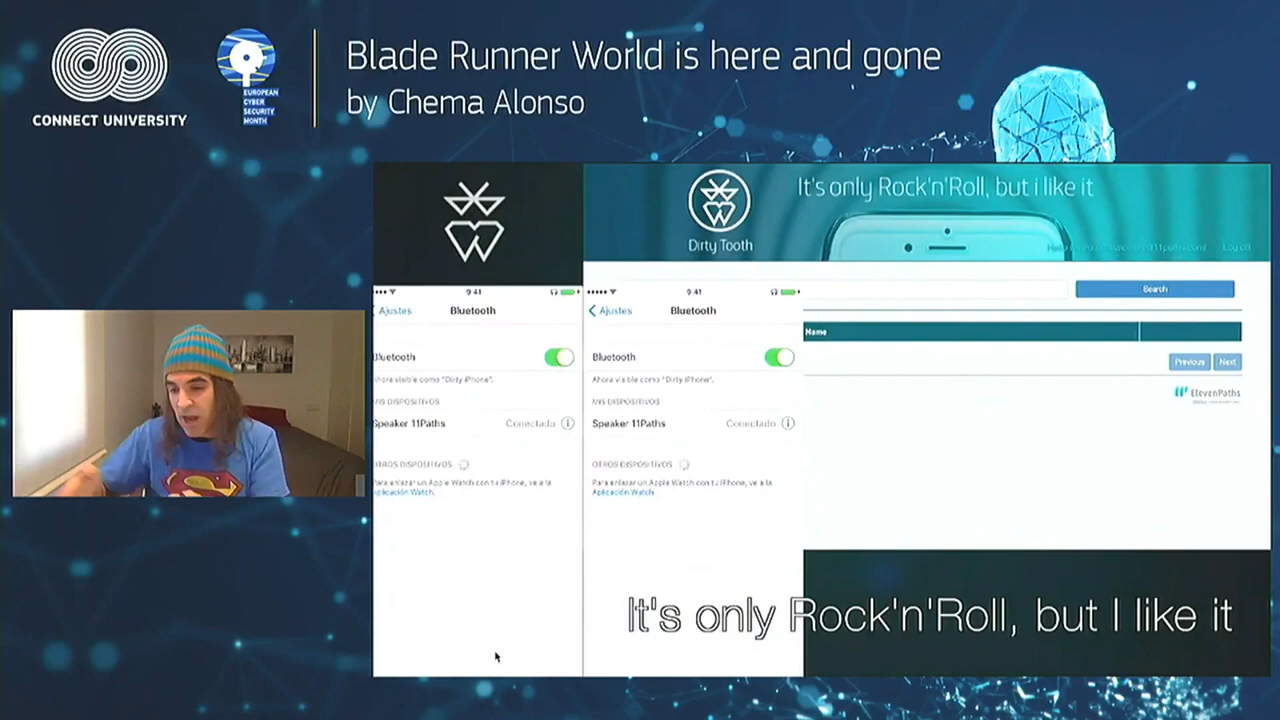 Blade Runner World is here and gone
by Chema Alonso
CONNECT UNIVERSITY
EUROPEAN
CYBER
SECURITY
MONTH
It's only Rock'n'Roll, but i like it
Dirty Tooth
Log off
9:41
Ajustes
Bluetooth
Bluetooth
Ahora visible como "Dirty iPhone".
MIS DISPOSITIVOS
Speaker 11Paths
Conectado
OTROS DISPOSITIVOS
Para enlazar un Apple Watch con tu iPhone, ve a la
Aplicación Watch.
9:41
Ajustes
Bluetooth
Bluetooth
Ahora visible como "Dirty iPhone".
MIS DISPOSITIVOS
Speaker 11Paths
Conectado
OTROS DISPOSITIVOS
Para enlazar un Apple Watch con tu iPhone, ve a la
Aplicación Watch
Search
Name
Previous
Next
ElevenPaths
It's only Rock'n'Roll, but I like it